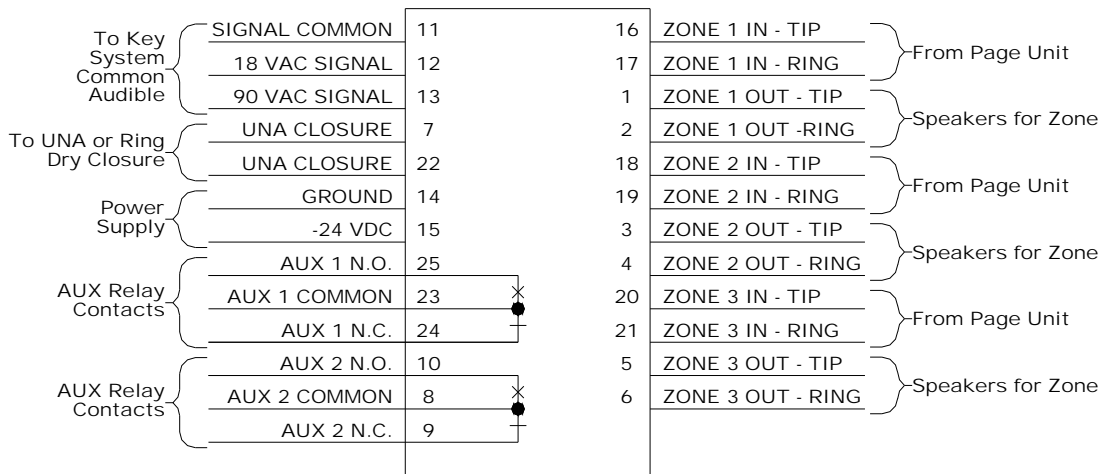 To Key
System
Common
Audible
SIGNAL COMMON 11
18 VAC SIGNAL 12
90 VAC SIGNAL 13
To UNA or Ring
Dry Closure
UNA CLOSURE 7
UNA CLOSURE 22
Power
Supply
GROUND 14
-24 VDC 15
AUX Relay
Contacts
AUX 1 N.O. 25
AUX 1 COMMON 23
AUX 1 N.C. 24
AUX Relay
Contacts
AUX 2 N.O. 10
AUX 2 COMMON 8
AUX 2 N.C. 9
16 ZONE 1 IN - TIP
17 ZONE 1 IN - RING
From Page Unit
1 ZONE 1 OUT - TIP
2 ZONE 1 OUT -RING
Speakers for Zone
18 ZONE 2 IN - TIP
19 ZONE 2 IN - RING
From Page Unit
3 ZONE 2 OUT - TIP
4 ZONE 2 OUT - RING
Speakers for Zone
20 ZONE 3 IN - TIP
21 ZONE 3 IN - RING
From Page Unit
5 ZONE 3 OUT - TIP
6 ZONE 3 OUT - RING
Speakers for Zone